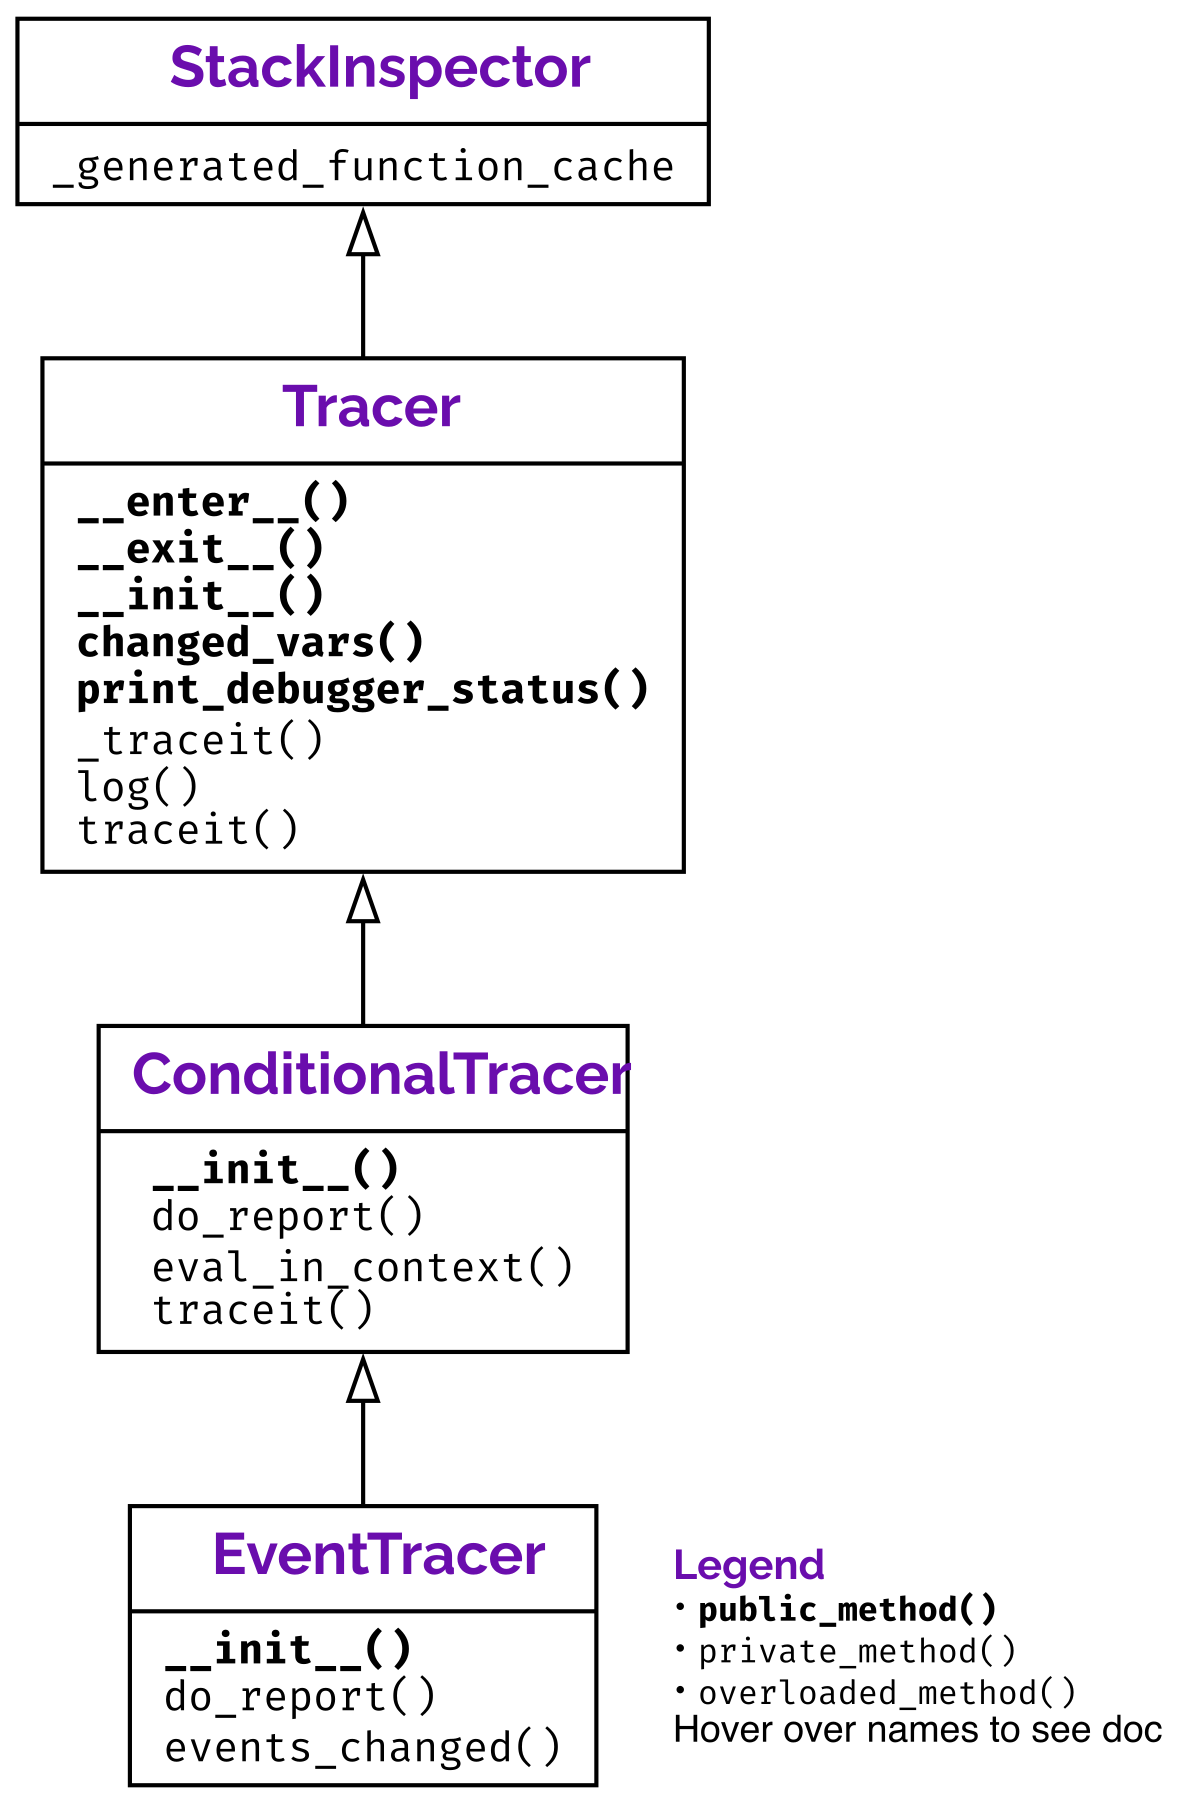 StackInspector
_generated_function_cache
Tracer
__enter__()
__exit__()
__init__()
changed_vars()
print_debugger_status()
_traceit()
log()
traceit()
ConditionalTracer
__init__()
do_report()
eval_in_context()
traceit()
EventTracer
__init__()
do_report()
events_changed()
Legend
• public_method()
• private_method()
• overloaded_method()
Hover over names to see doc